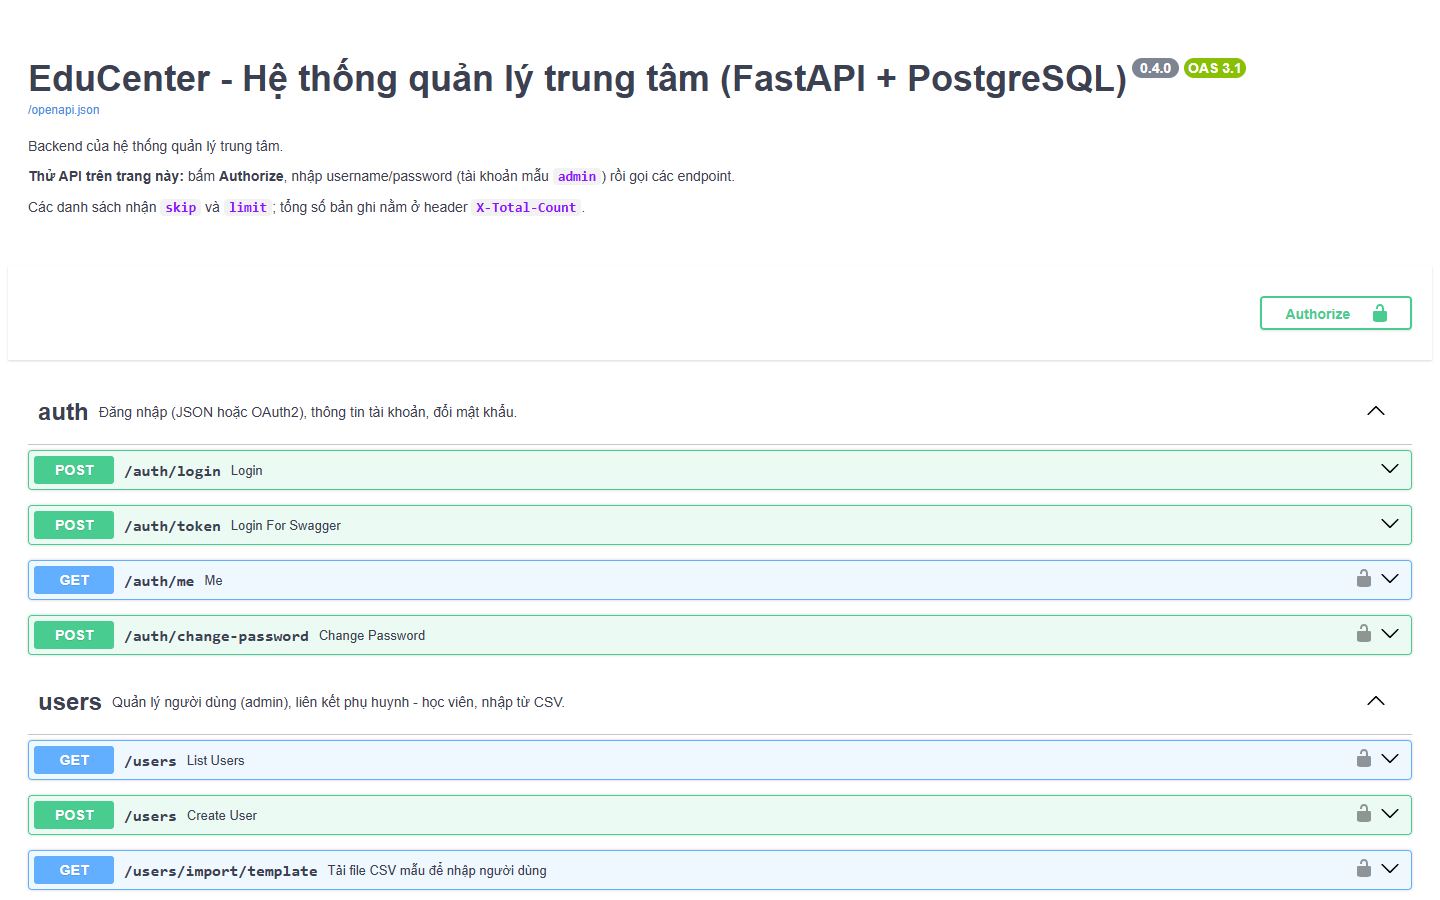 EduCenter - Hệ thống quản lý trung tâm (FastAPI + PostgreSQL) 0.4.0 OAS 3.1
/openapi.json
Backend của hệ thống quản lý trung tâm.
Thử API trên trang này: bấm Authorize, nhập username/password (tài khoản mẫu admin) rồi gọi các endpoint.
Các danh sách nhận skip và limit; tổng số bản ghi nằm ở header X-Total-Count.
Authorize
auth Đăng nhập (JSON hoặc OAuth2), thông tin tài khoản, đổi mật khẩu.
POST /auth/login Login
POST /auth/token Login For Swagger
GET /auth/me Me
POST /auth/change-password Change Password
users Quản lý người dùng (admin), liên kết phụ huynh - học viên, nhập từ CSV.
GET /users List Users
POST /users Create User
GET /users/import/template Tải file CSV mẫu để nhập người dùng